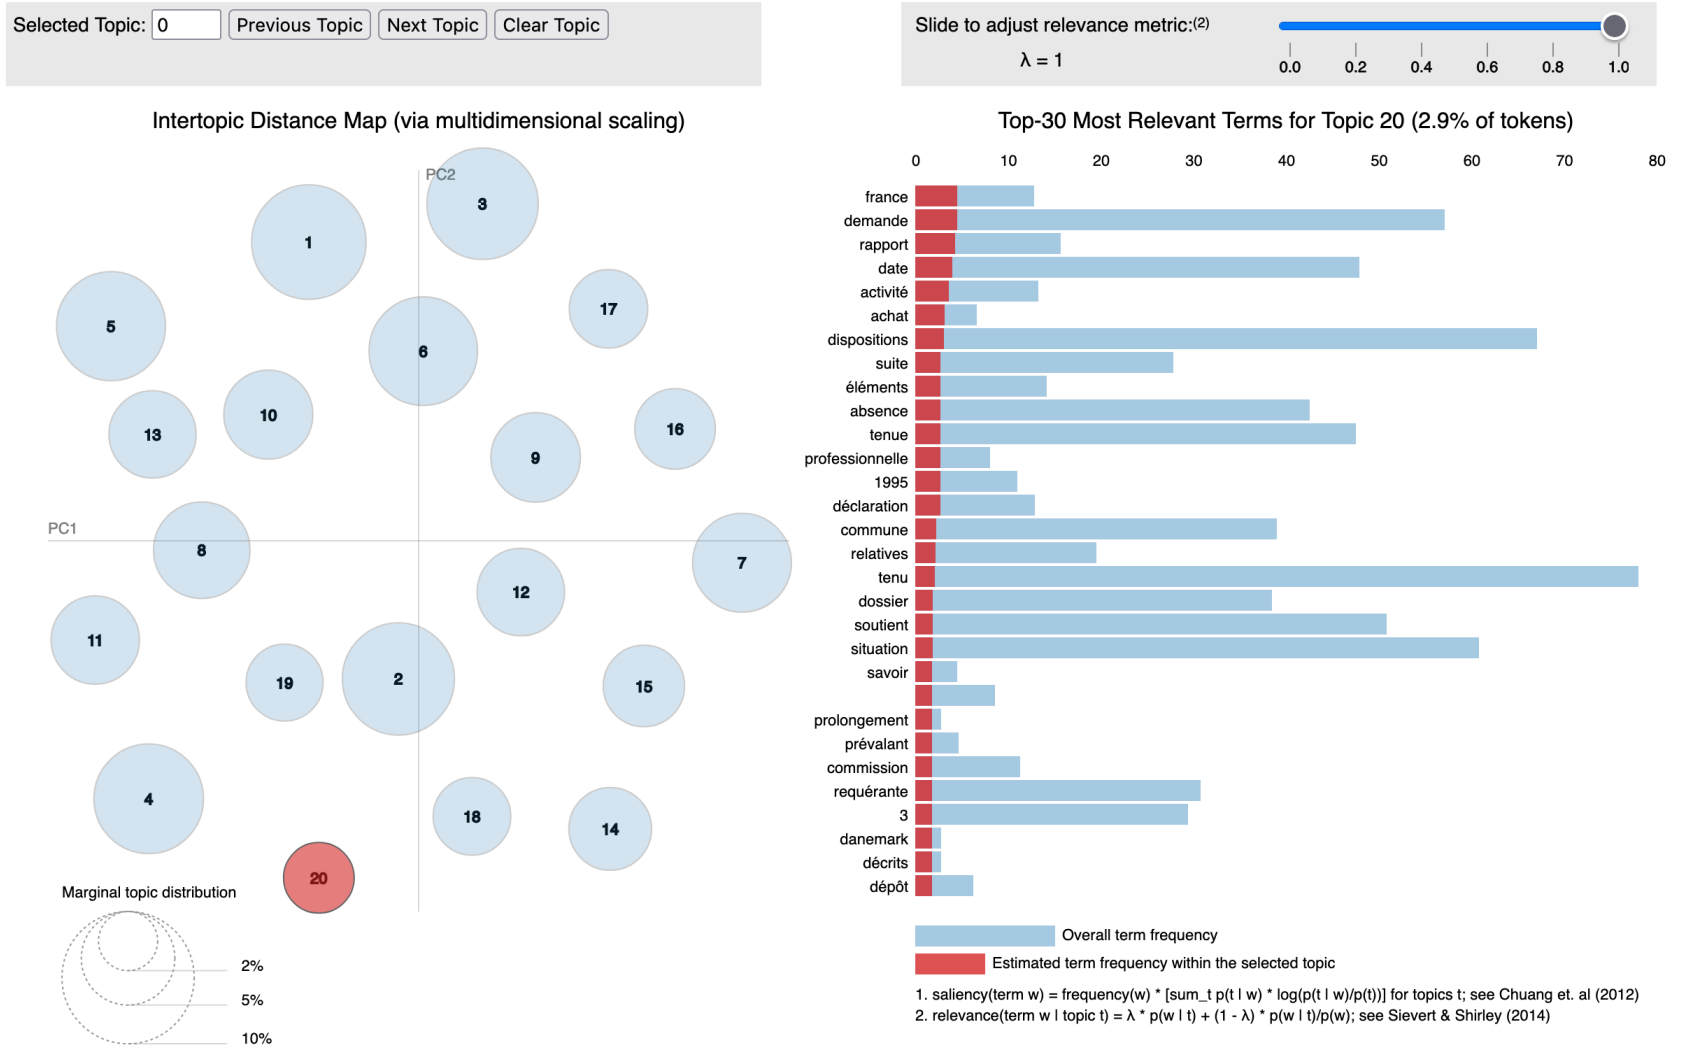 Selected Topic: 0 Previous Topic Next Topic Clear Topic
Slide to adjust relevance metric:(2)
λ = 1
0.0 0.2 0.4 0.6 0.8 1.0
Intertopic Distance Map (via multidimensional scaling)
PC2
PC1
3
1
17
5
6
10
16
13
9
8
7
12
11
19
2
15
4
18
14
20
Marginal topic distribution
2%
5%
10%
Top-30 Most Relevant Terms for Topic 20 (2.9% of tokens)
0 10 20 30 40 50 60 70 80
france
demande
rapport
date
activité
achat
dispositions
suite
éléments
absence
tenue
professionnelle
1995
déclaration
commune
relatives
tenu
dossier
soutient
situation
savoir
prolongement
prévalant
commission
requérante
3
danemark
décrits
dépôt
Overall term frequency
Estimated term frequency within the selected topic
1. saliency(term w) = frequency(w) * [sum_t p(t | w) * log(p(t | w)/p(t))] for topics t; see Chuang et. al (2012)
2. relevance(term w | topic t) = λ * p(w | t) + (1 - λ) * p(w | t)/p(w); see Sievert & Shirley (2014)